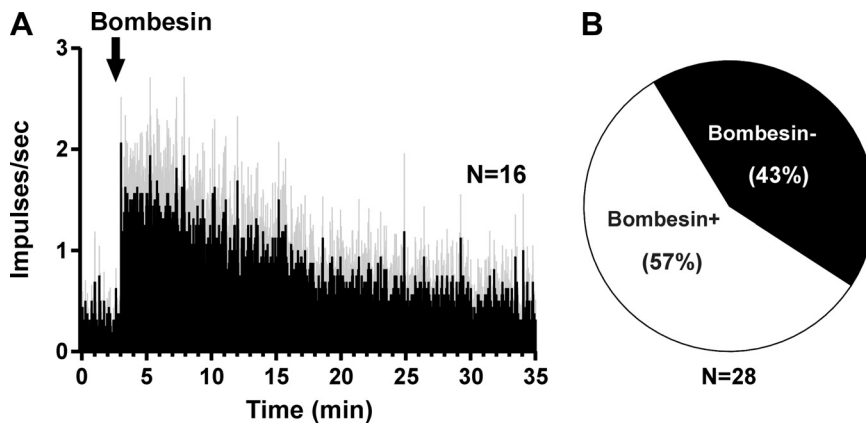 A
Bombesin
3
2
1
0
Impulses/sec
N=16
0 5 10 15 20 25 30 35
Time (min)
B
Bombesin-
(43%)
Bombesin+
(57%)
N=28